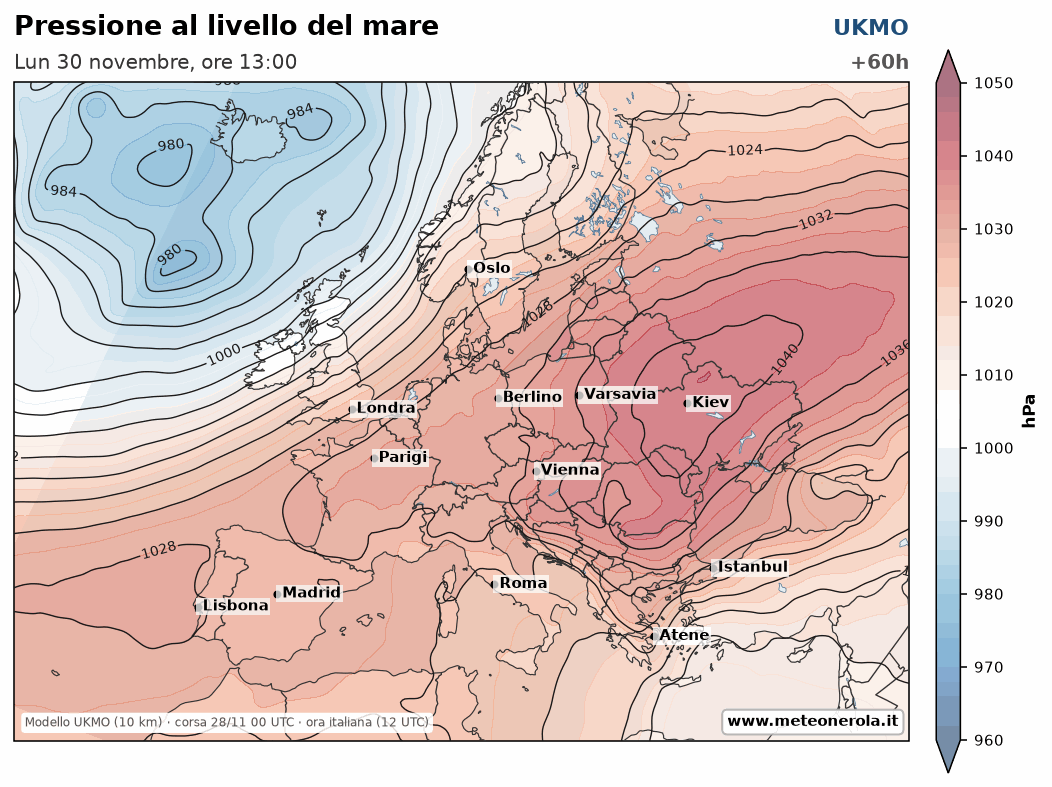 Pressione al livello del mare
UKMO
Lun 30 novembre, ore 13:00
+60h
984
980
984
980
1000
1024
1032
1028
1040
1036
1028
Oslo
Berlino
Varsavia
Kiev
Londra
Parigi
Vienna
Istanbul
Roma
Madrid
Lisbona
Atene
1050
1040
1030
1020
1010
1000
990
980
970
960
hPa
Modello UKMO (10 km) · corsa 28/11 00 UTC · ora italiana (12 UTC)
www.meteonerola.it